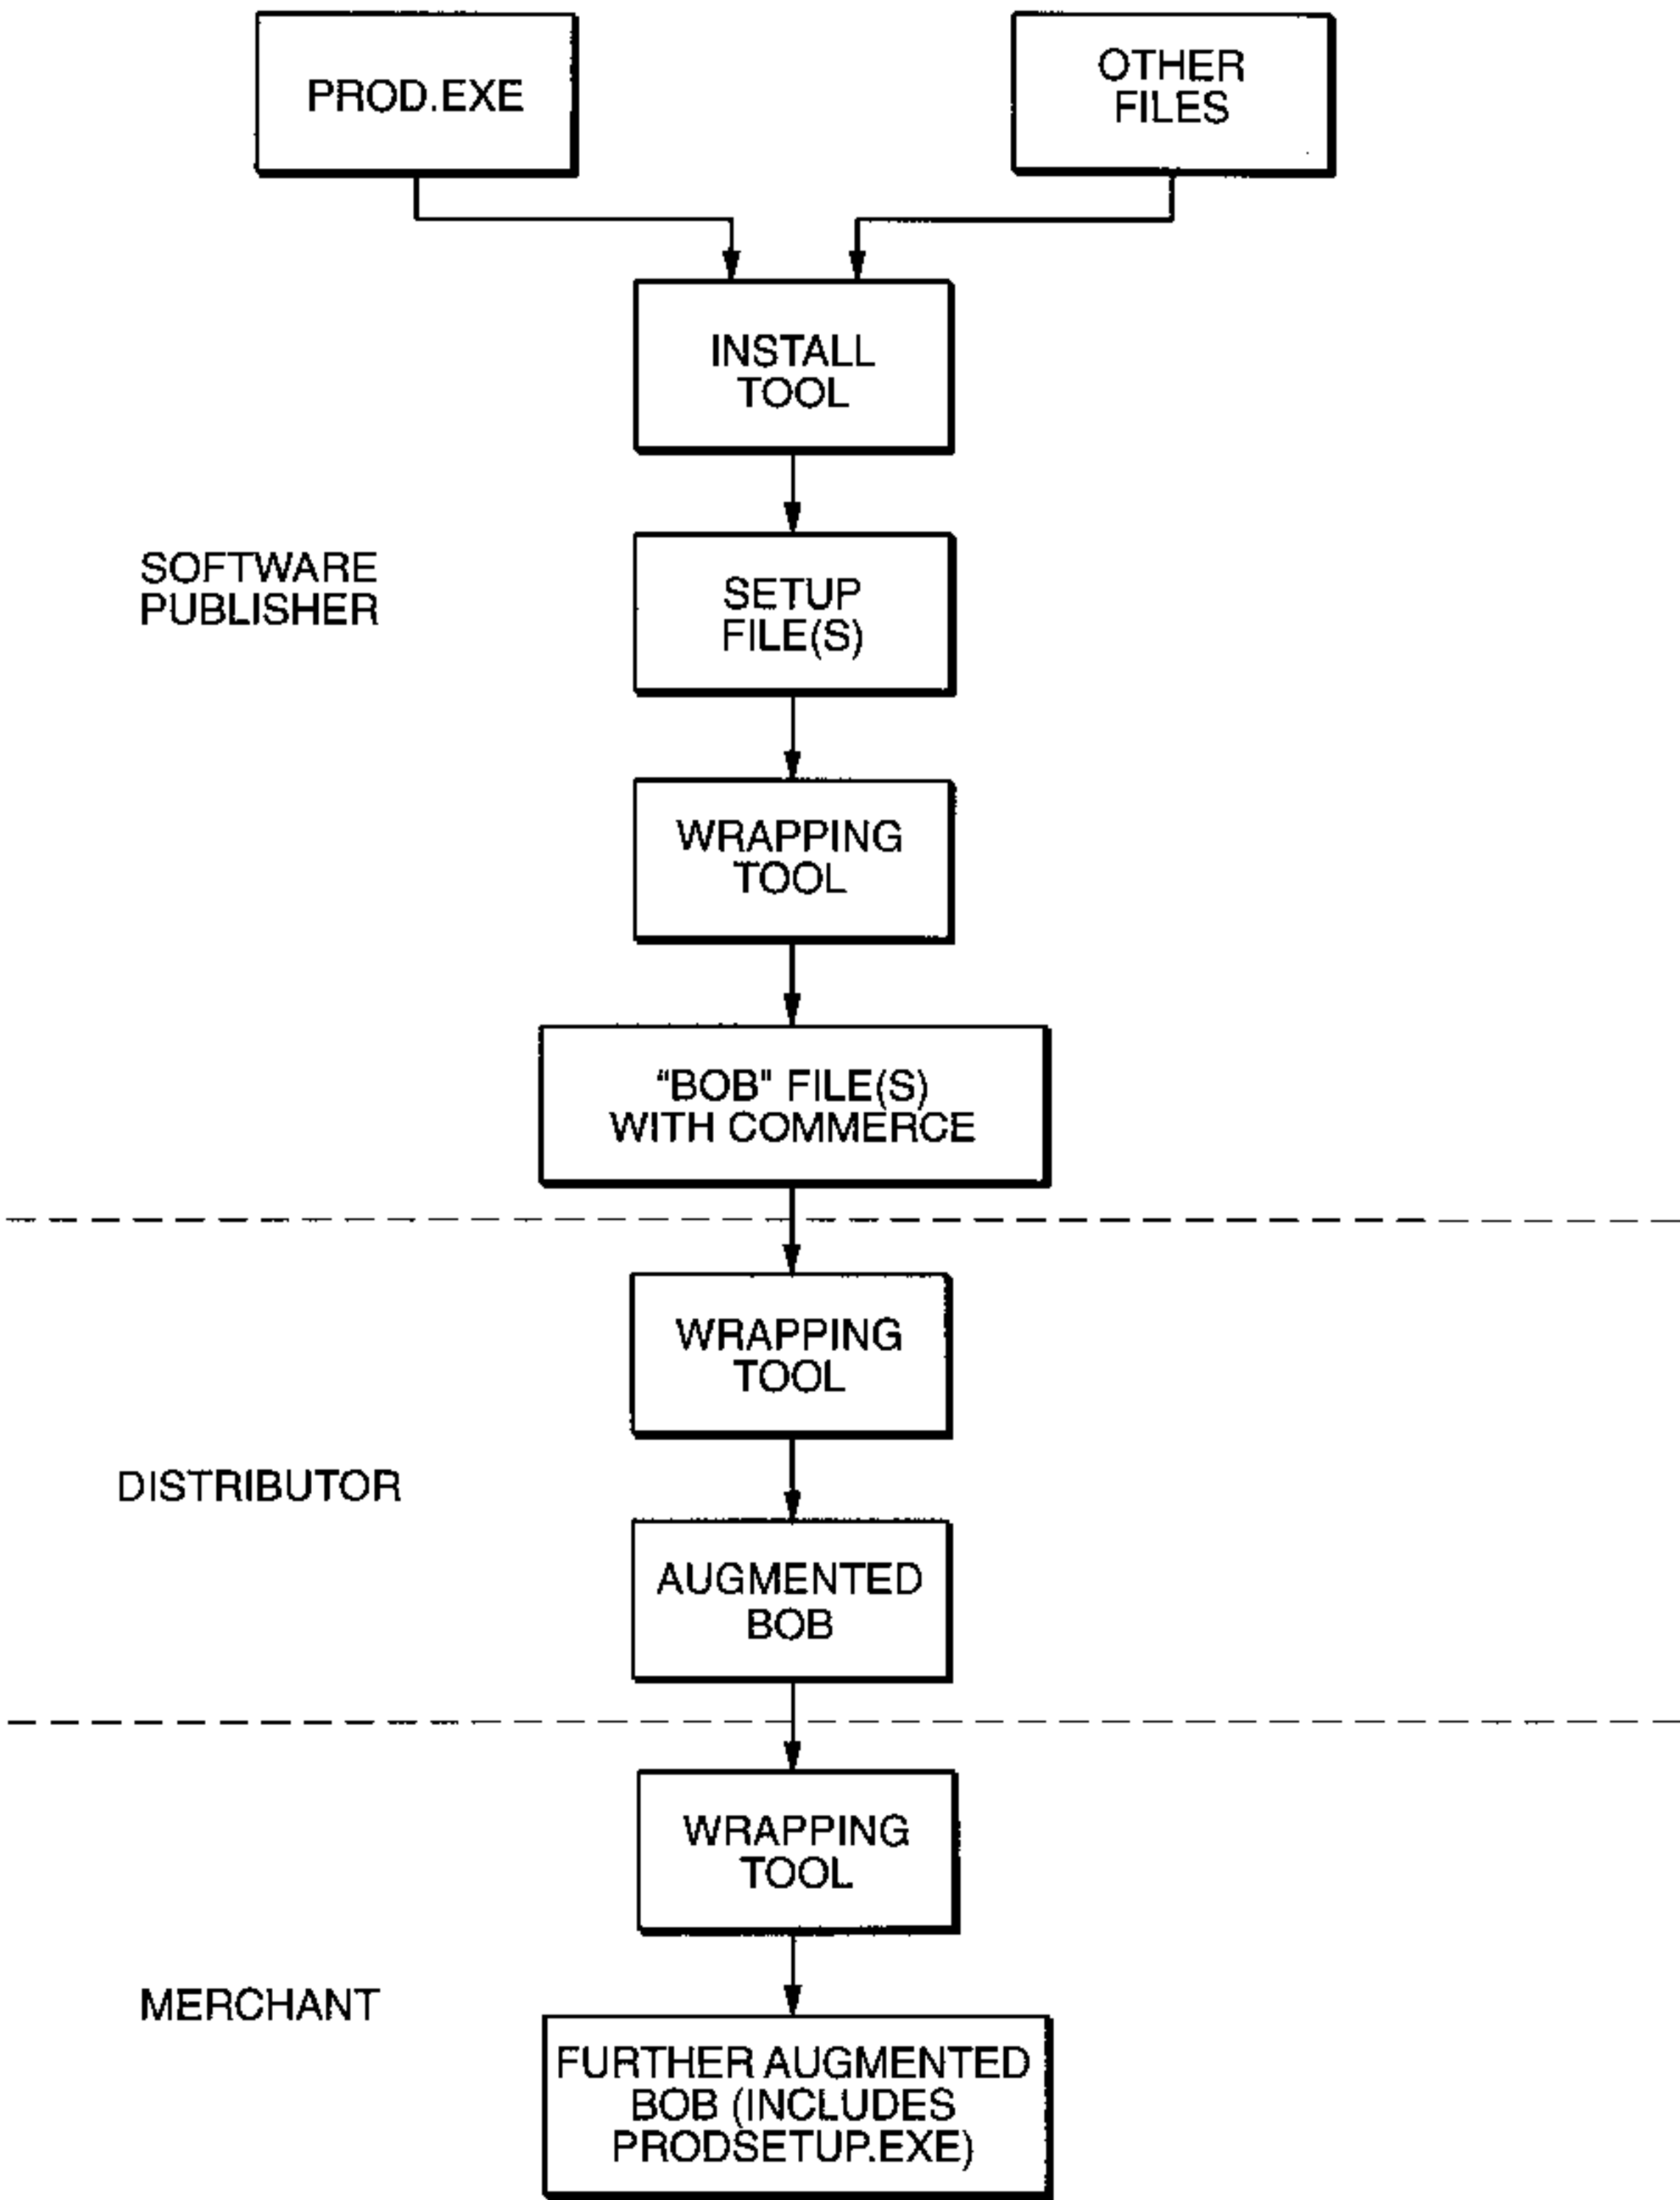 PROD.EXE
OTHER
FILES
INSTALL
TOOL
SOFTWARE
PUBLISHER
SETUP
FILE(S)
WRAPPING
TOOL
“BOB" FILE(S)
WITH COMMERCE
WRAPPING
TOOL
DISTRIBUTOR
AUGMENTED
BOB
WRAPPING
TOOL
MERCHANT
FURTHER AUGMENTED
BOB (INCLUDES
PRODSETUP.EXE)